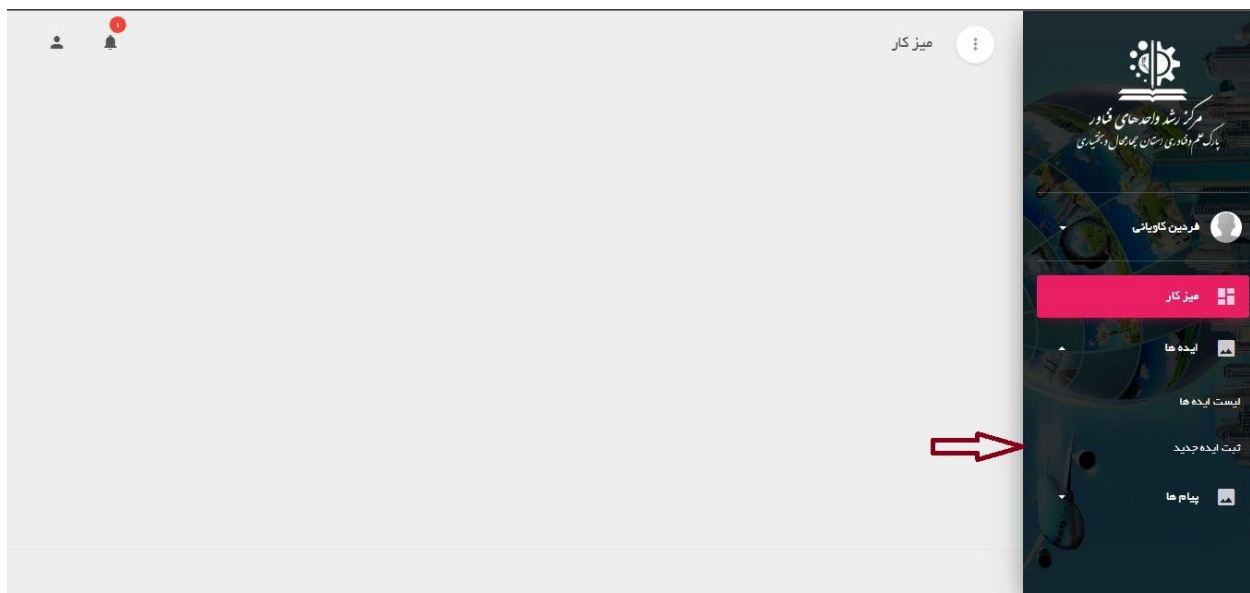 میز کار
مرکز رشد واحدهای فناور
پارک علم و فناوری استان چهارمحال و بختیاری
فردین کاویانی
میز کار
ایده ها
لیست ایده ها
ثبت ایده جدید
پیام ها